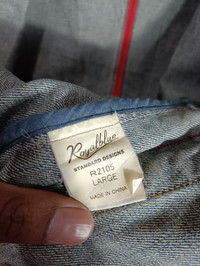 Royalblue
STANDARD DESIGNS
R2105
LARGE
MADE IN CHINA